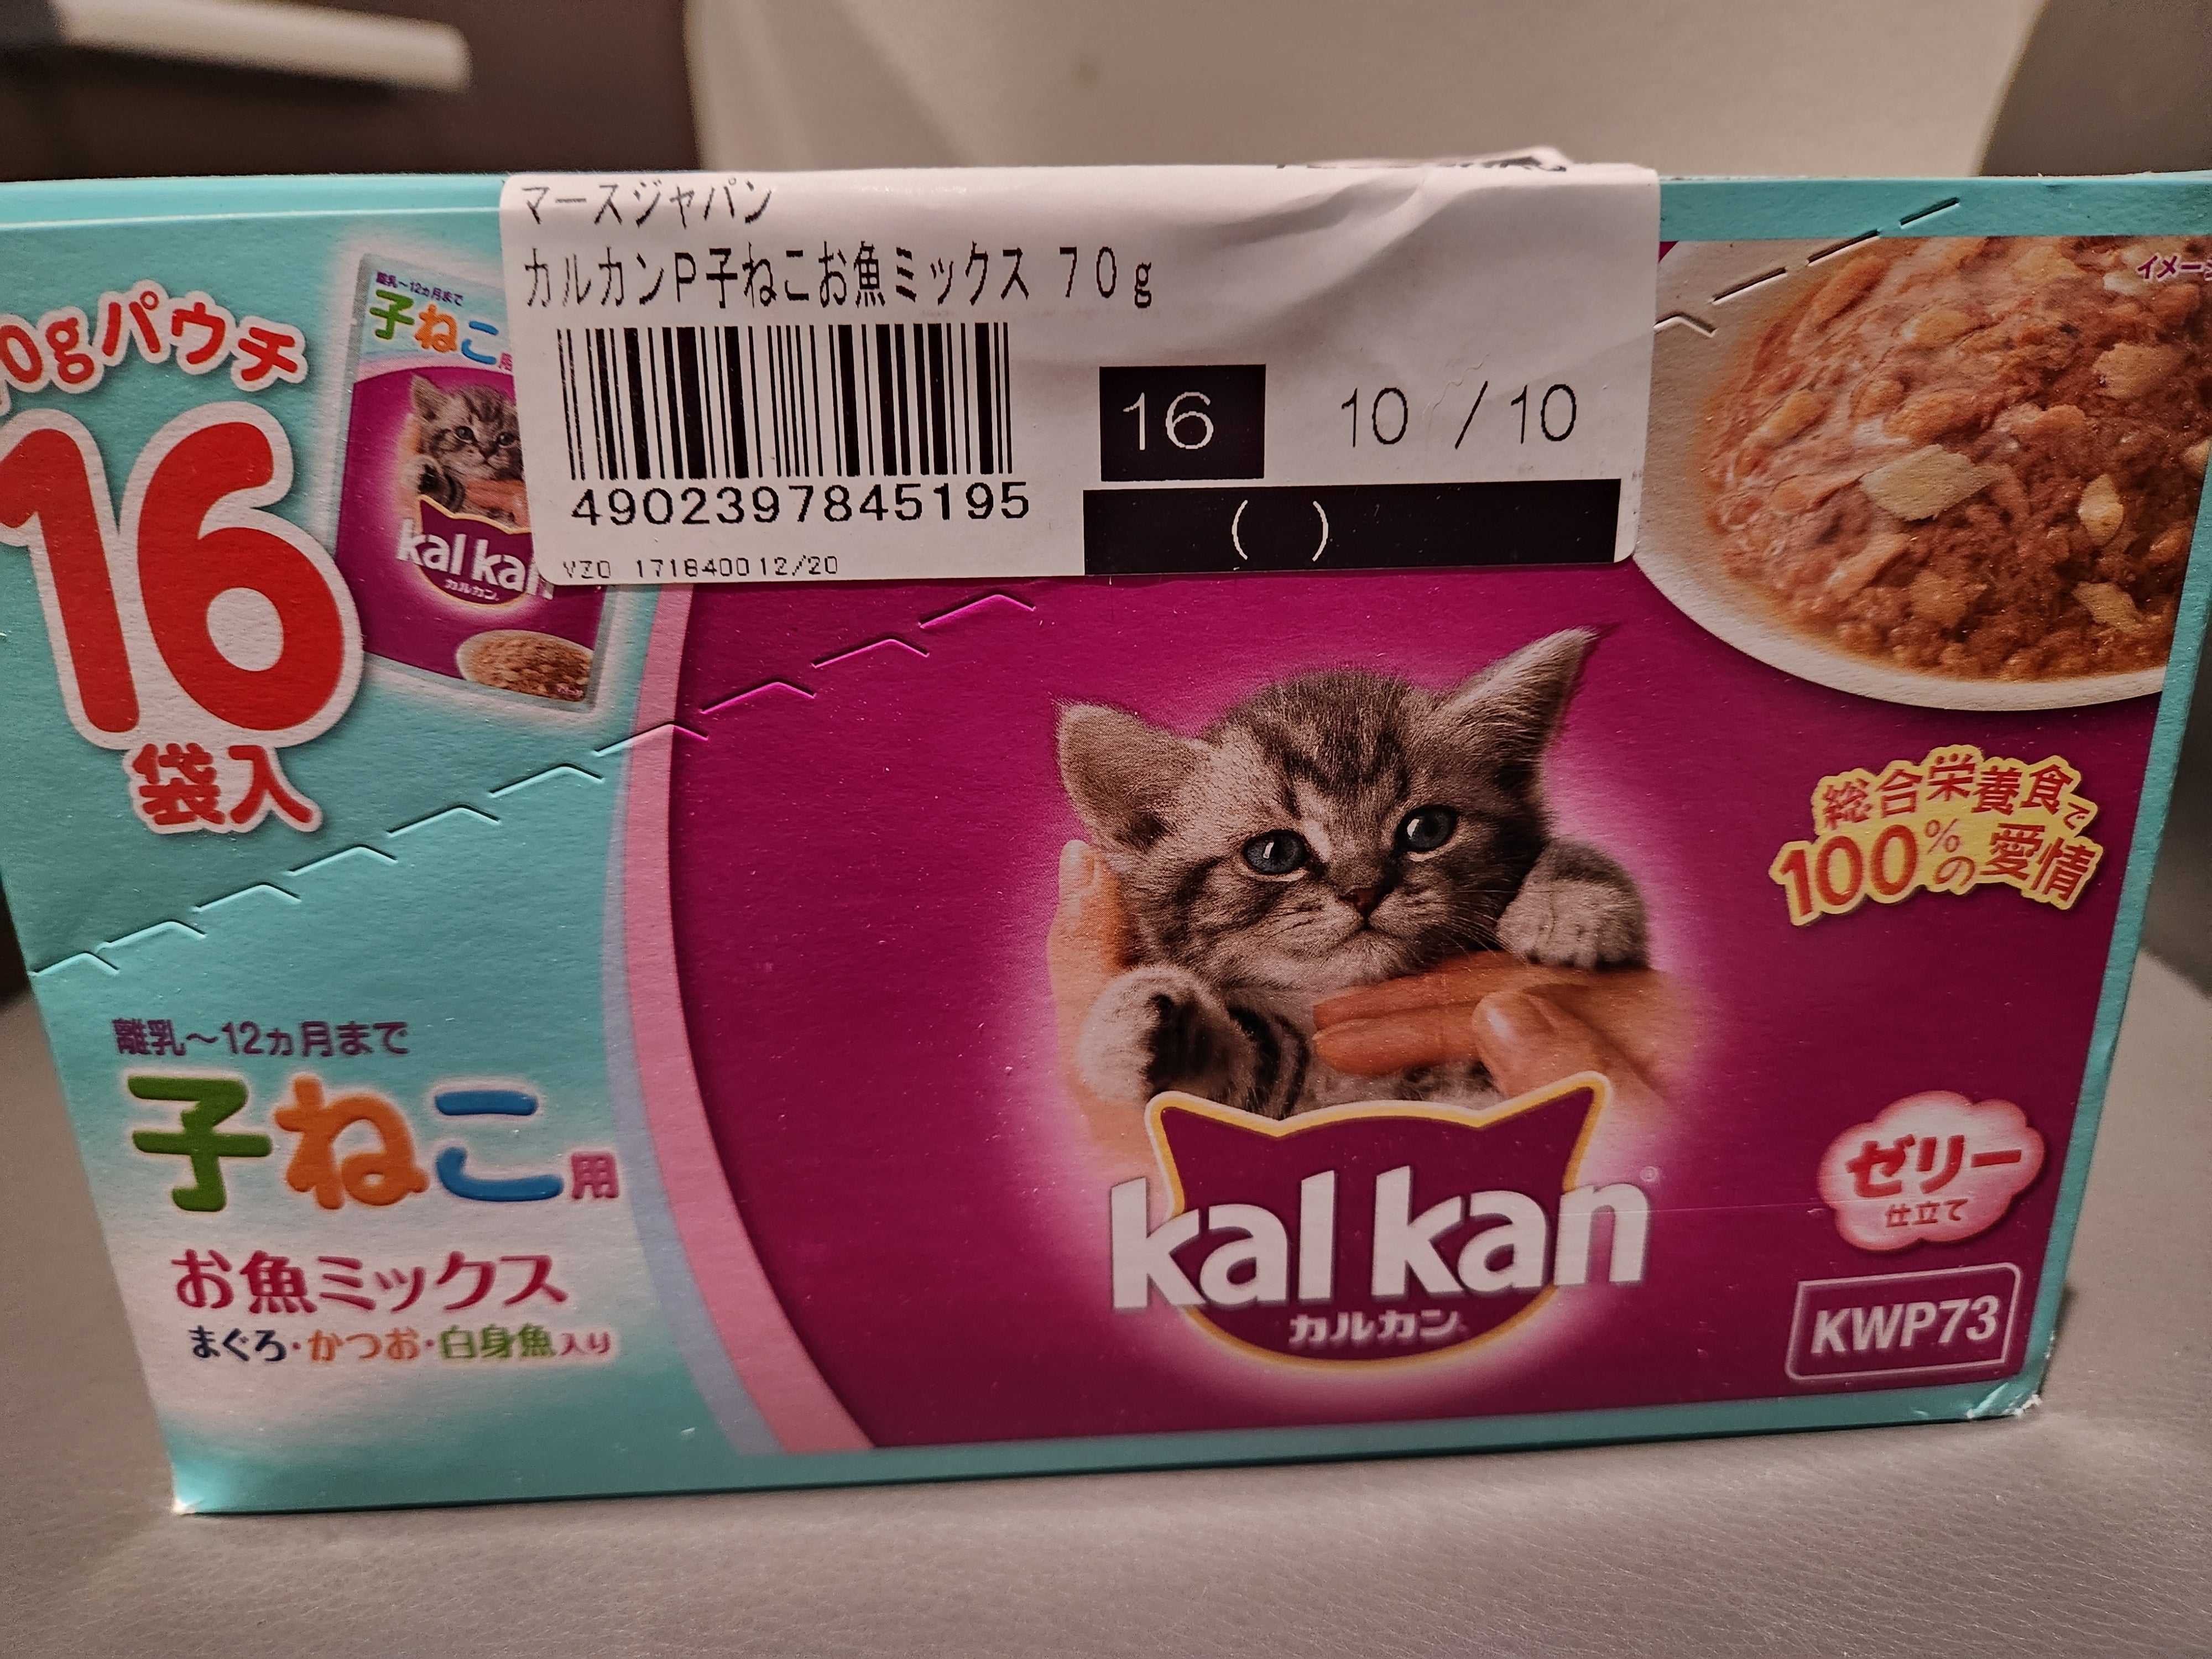 マースジャパン
カルカンP子ねこお魚ミックス 70g
4902397845195
16 10 / 10
( )
VZO 1718400 12/20
0gパウチ
16
袋入
離乳～12ヵ月まで
子ねこ用
kal kan
カルカン
イメー
総合栄養食で
100%の愛情
離乳～12ヵ月まで
子ねこ用
お魚ミックス
まぐろ・かつお・白身魚入り
kal kan®
カルカン
ゼリー
仕立て
KWP73